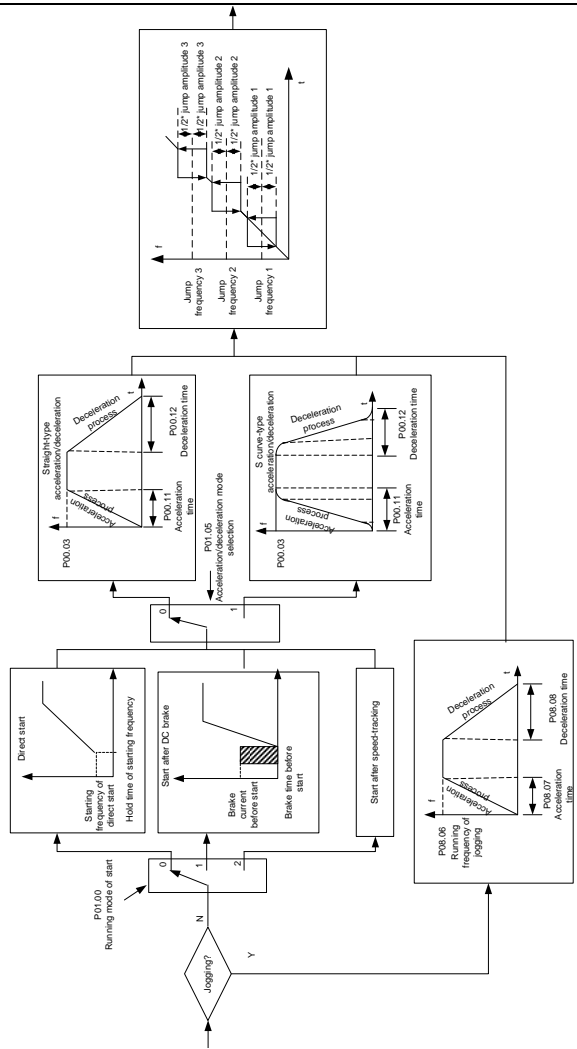 Jogging?
N
Y
P01.00
Running mode of start
0
1
2
Direct start
Starting
frequency of
direct start
Hold time of starting frequency
Start after DC brake
Brake
current
before start
Brake time before
start
Start after speed-tracking
P01.05
Acceleration/deceleration mode
selection
0
1
Straight-type
acceleration/deceleration
f
P00.03
Acceleration
process
Deceleration
process
t
P00.11
Acceleration
time
P00.12
Deceleration time
S curve-type
acceleration/deceleration
f
P00.03
Acceleration
process
Deceleration
process
t
t
P00.11
Acceleration
time
P00.12
Deceleration time
f
P08.06
Running
frequency of
jogging
Acceleration
process
Deceleration
process
t
P08.07
Acceleration
time
P08.08
Deceleration time
f
Jump
frequency 3
Jump
frequency 2
Jump
frequency 1
1/2* jump amplitude 3
1/2* jump amplitude 3
1/2* jump amplitude 2
1/2* jump amplitude 2
1/2* jump amplitude 1
1/2* jump amplitude 1
t